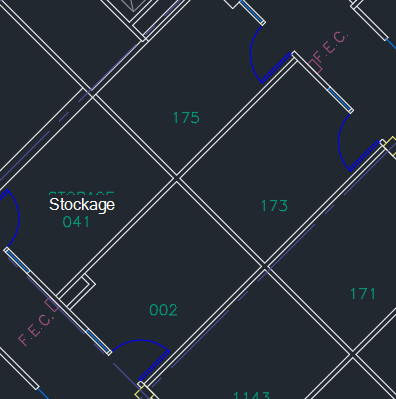 F.E.C.
175
STORAGE
Stockage
041
173
171
002
F.E.C.
1143